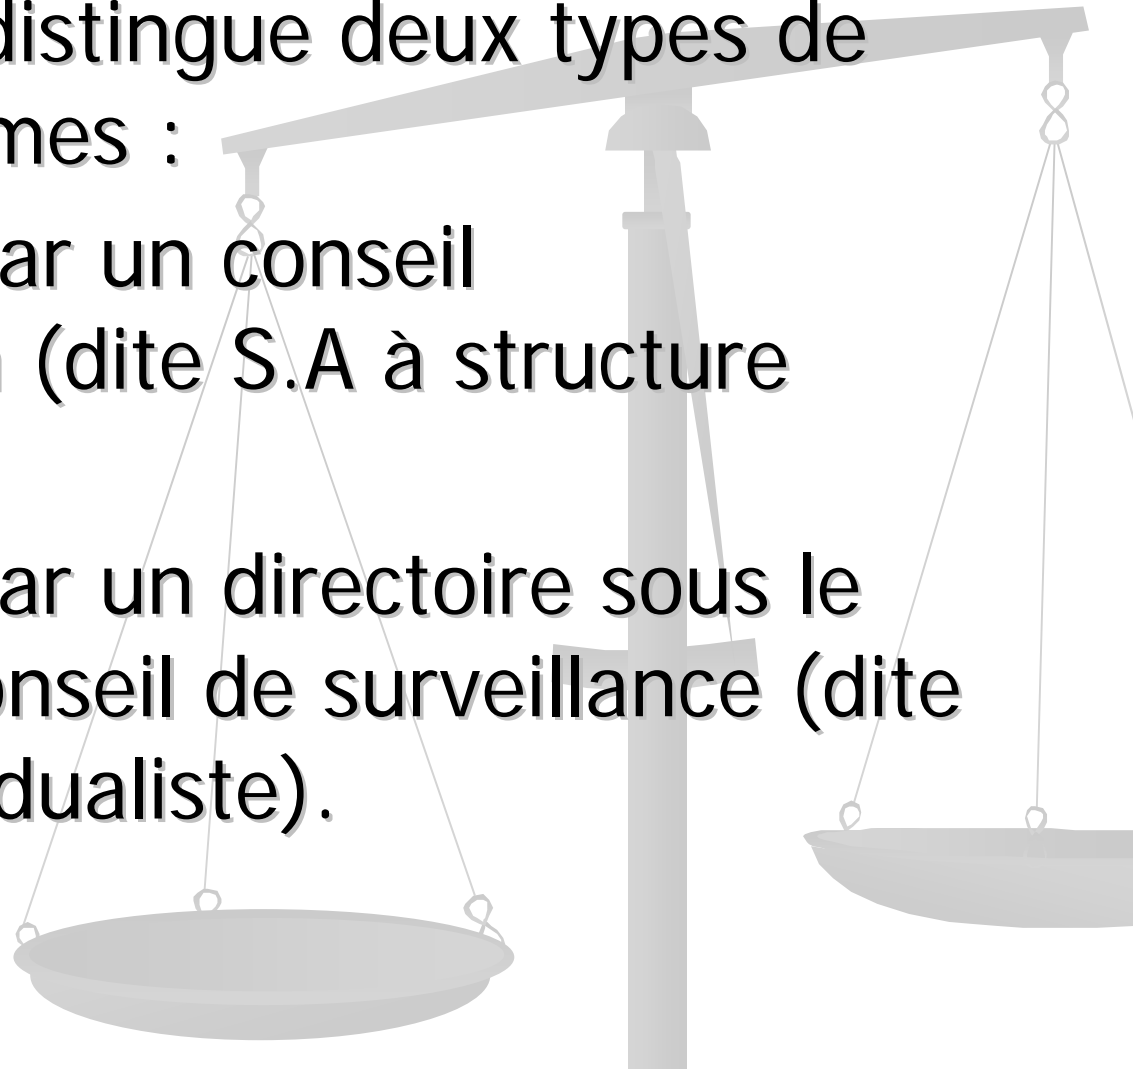 distingue deux types de
mes :
ar un conseil
(dite S.A à structure
ar un directoire sous le
onseil de surveillance (dite
dualiste).